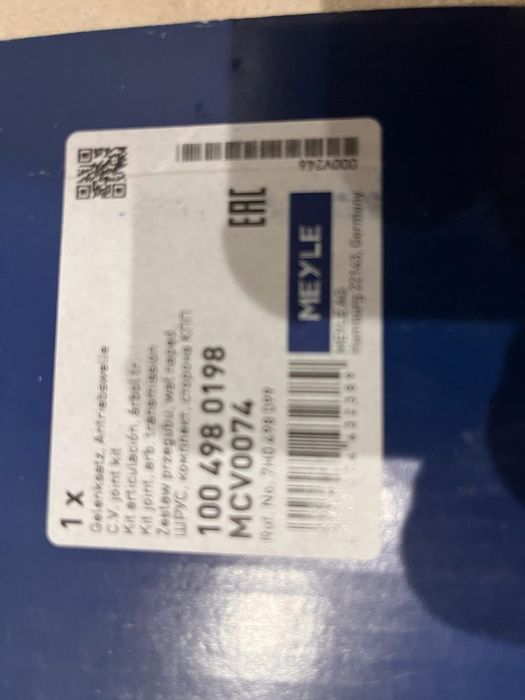 1 x
Gelenksatz, Antriebswelle
C.V. joint kit
Kit articulación, árbol tr.
Kit joint, arb. transmission
Zestaw przegubu, wał napęd.
ШРУС, комплект, сторона КПП
100 498 0198
MCV0074
Ref. No. 7H0 498 099
EAC
MEYLE
MEYLE AG
Hamburg 22143, Germany
000V246